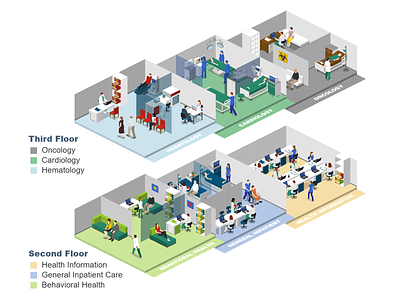 ONCOLOGY
CARDIOLOGY
HEMATOLOGY
Third Floor
Oncology
Cardiology
Hematology
HEALTH INFORMATION
GENERAL INPATIENT
BEHAVIORAL HEALTH
Second Floor
Health Information
General Inpatient Care
Behavioral Health